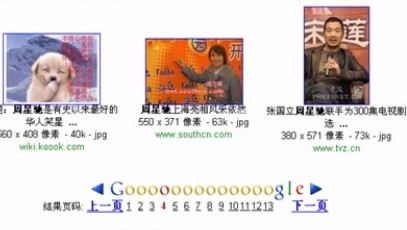 开
是: 周星驰是有史以来最好的
华人笑星 ...
560 x 408 像素 - 40k - jpg
wiki.koook.com
周星驰上海亮相风采依然
550 x 371 像素 - 63k - jpg
www.southcn.com
张国立周星驰联手为300集电视剧
选 ...
380 x 571 像素 - 73k - jpg
www.tvz.cn
Goooooooooooooogle
结果页码: 上一页 1 2 3 4 5 6 7 8 9 10 11 12 13 下一页